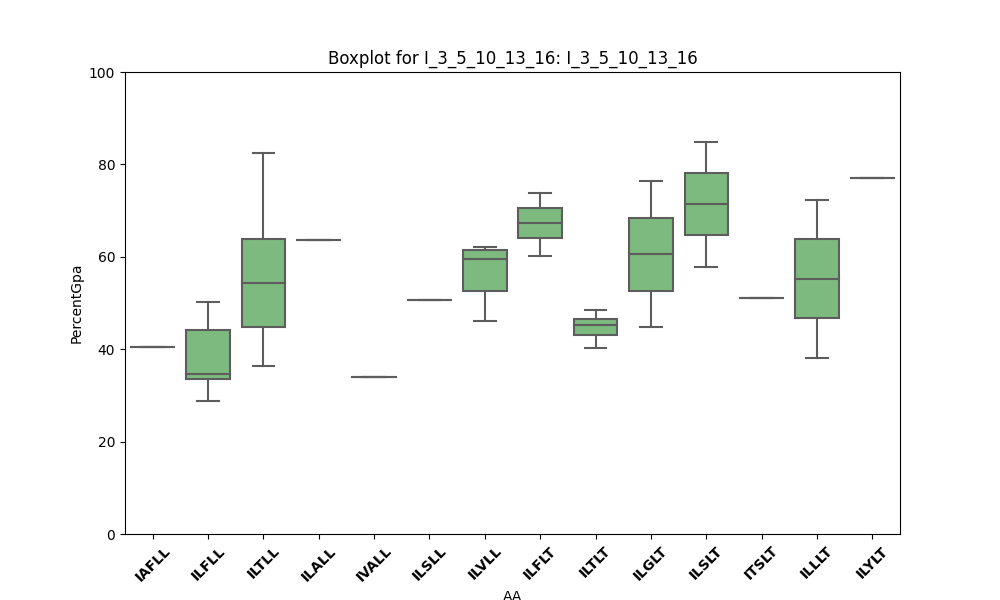 Boxplot for I_3_5_10_13_16: I_3_5_10_13_16
PercentGpa
100
80
60
40
20
0
IAFLL ILFLL ILTLL ILALL IVALL ILSLL ILVLL ILFLT ILTLT ILGLT ILSLT ITSLT ILLLT ILYLT
AA